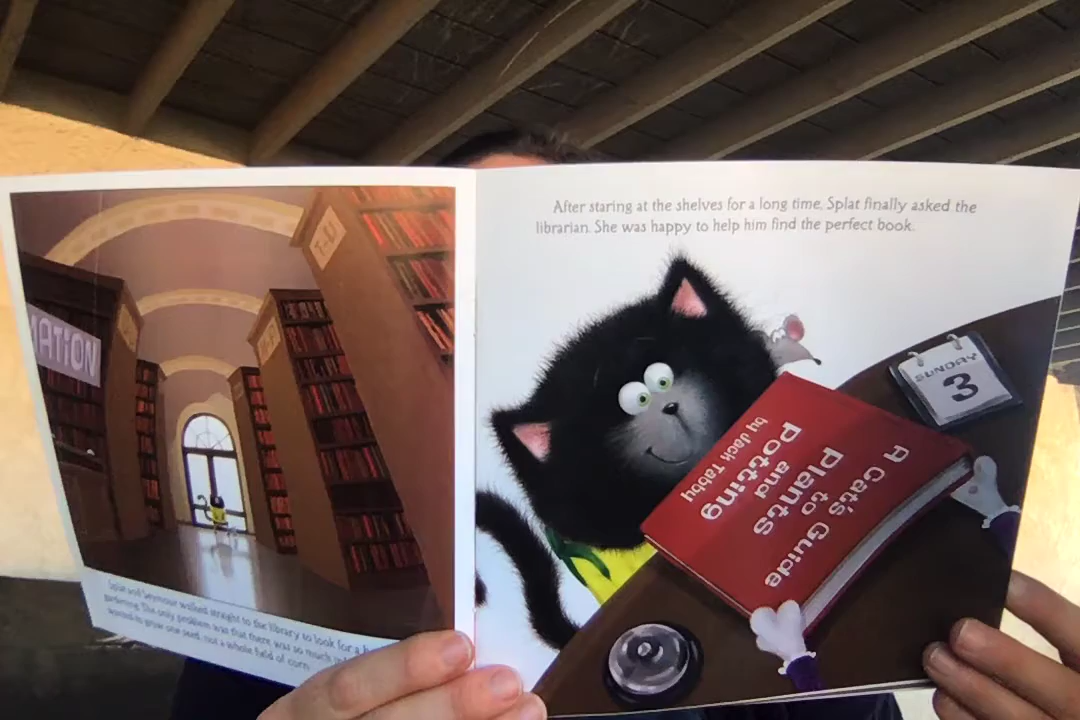 MATION
I-a-J
Splat and Seymour walked straight to the library to look for a b
gardening. The only problem was that there was so much in
wanted to grow one seed, not a whole field of corn.
After staring at the shelves for a long time, Splat finally asked the
librarian. She was happy to help him find the perfect book.
SUNDAY
3
A Cat's Guide
to
Plants
and
Potting
by Jack Tabby